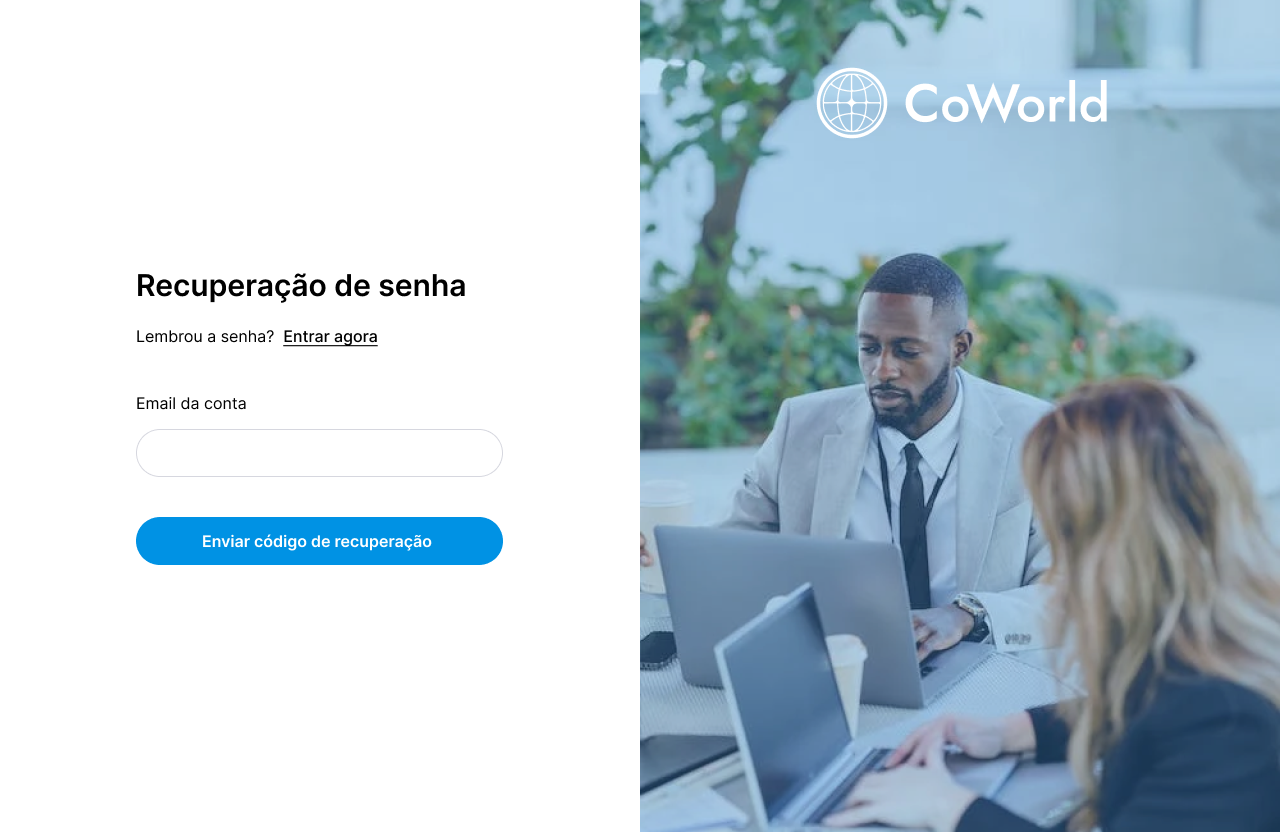 CoWorld
Recuperação de senha
Lembrou a senha? Entrar agora
Email da conta
Enviar código de recuperação